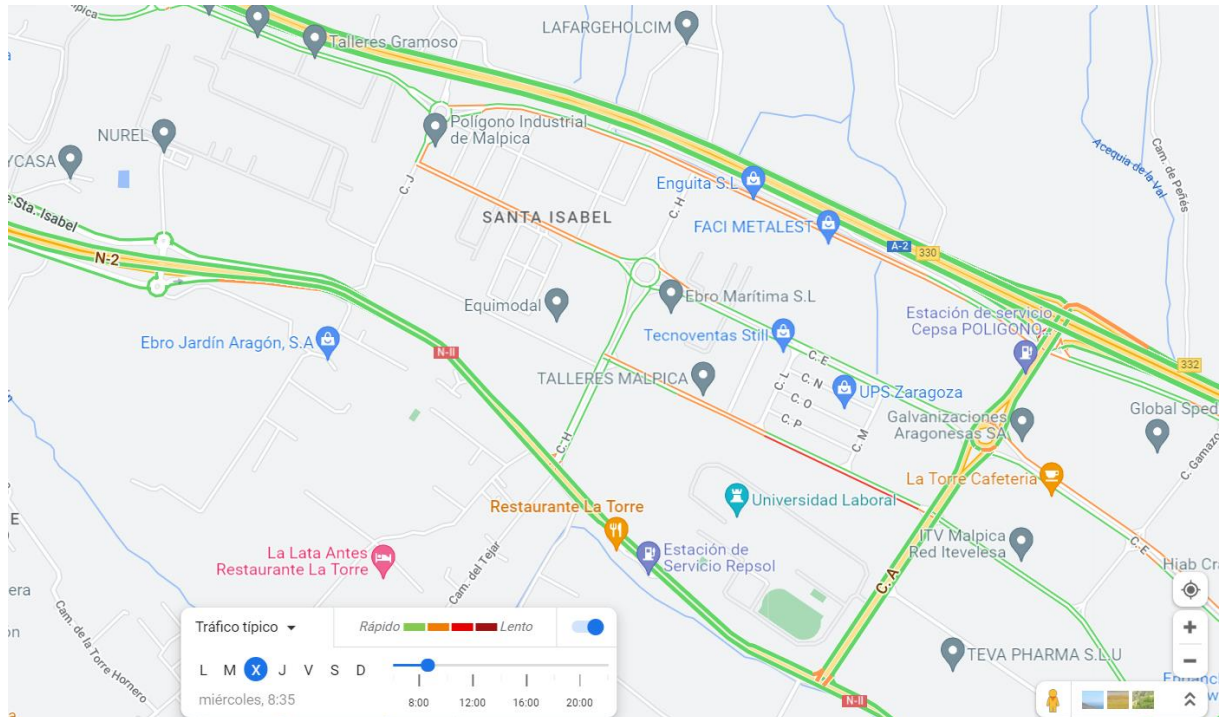 LAFARGEHOLCIM
Talleres Gramoso
NUREL
Polígono Industrial
de Malpica
YCASA
Acequia de la Val
Cam. de Peñés
C. J
Enguita S.L
C. H
Sta. Isabel
SANTA ISABEL
FACI METALEST
A-2
330
N-2
Equimodal
Ebro Marítima S.L
Estación de servicio
Cepsa POLIGONO
Ebro Jardín Aragón, S.A
N-II
Tecnoventas Still
C. E
332
TALLERES MALPICA
C. L
C. N
UPS Zaragoza
C. O
C. P
C. M
Galvanizaciones
Aragonesas SA
Global Sped
C. Gamazo
C. H
La Torre Cafeteria
Restaurante La Torre
Universidad Laboral
ITV Malpica
Red Itevelesa
C. E
Hiab Cr
La Lata Antes
Restaurante La Torre
Estación de
Servicio Repsol
Cam. del Tejar
C. A
era
Cam. de la Torre Hornero
E
TEVA PHARMA S.L.U
N-II
Tráfico típico
Rápido
Lento
L M X J V S D
miércoles, 8:35
8:00 12:00 16:00 20:00